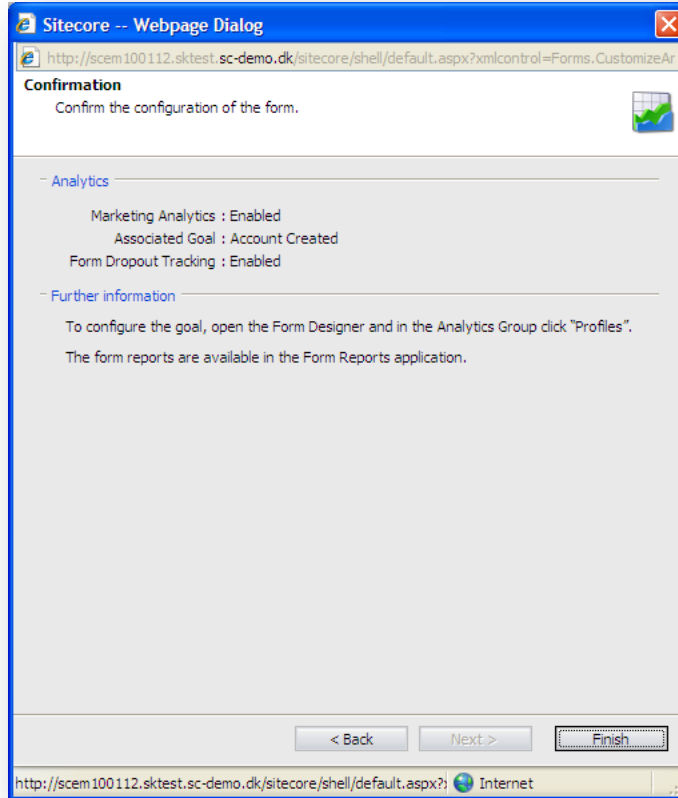 Sitecore -- Webpage Dialog
http://scem100112.sktest.sc-demo.dk/sitecore/shell/default.aspx?xmlcontrol=Forms.CustomizeAr
Confirmation
Confirm the configuration of the form.
Analytics
Marketing Analytics : Enabled
Associated Goal : Account Created
Form Dropout Tracking : Enabled
Further information
To configure the goal, open the Form Designer and in the Analytics Group click “Profiles”.
The form reports are available in the Form Reports application.
< Back Next > Finish
http://scem100112.sktest.sc-demo.dk/sitecore/shell/default.aspx?x Internet